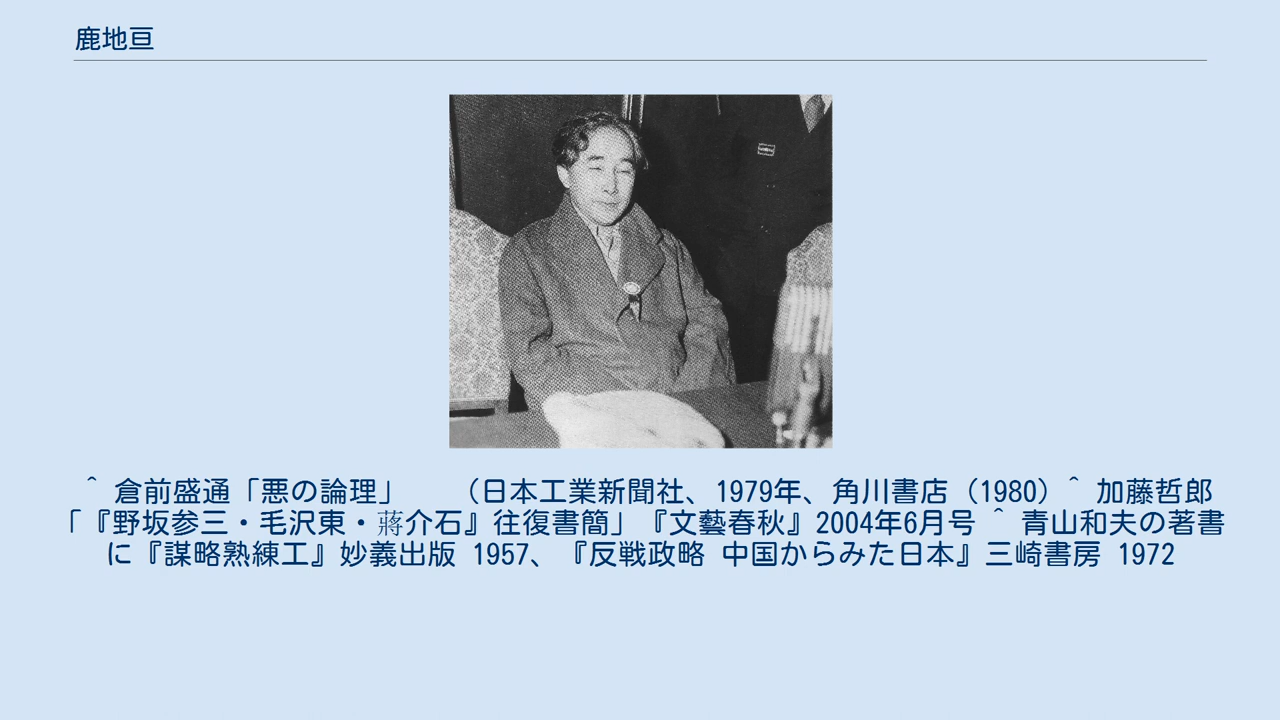 鹿地亘
^ 倉前盛通「悪の論理」　　（日本工業新聞社、1979年、角川書店（1980）^ 加藤哲郎
「『野坂参三・毛沢東・蔣介石』往復書簡」『文藝春秋』2004年6月号 ^ 青山和夫の著書
に『謀略熟練工』妙義出版 1957、『反戦政略 中国からみた日本』三崎書房 1972